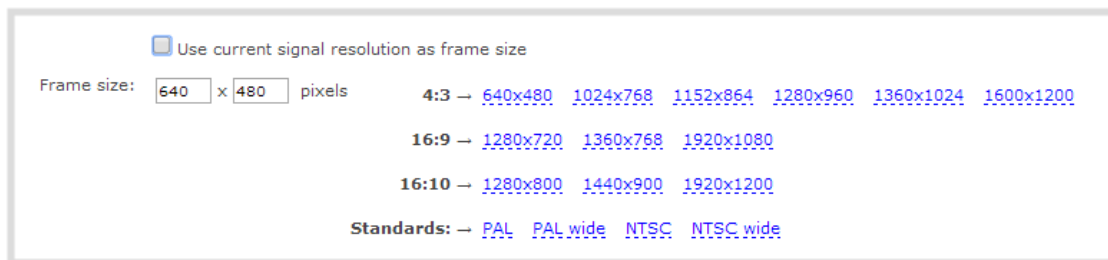 Use current signal resolution as frame size
Frame size: 640 x 480 pixels 4:3 → 640x480 1024x768 1152x864 1280x960 1360x1024 1600x1200
16:9 → 1280x720 1360x768 1920x1080
16:10 → 1280x800 1440x900 1920x1200
Standards: → PAL PAL wide NTSC NTSC wide